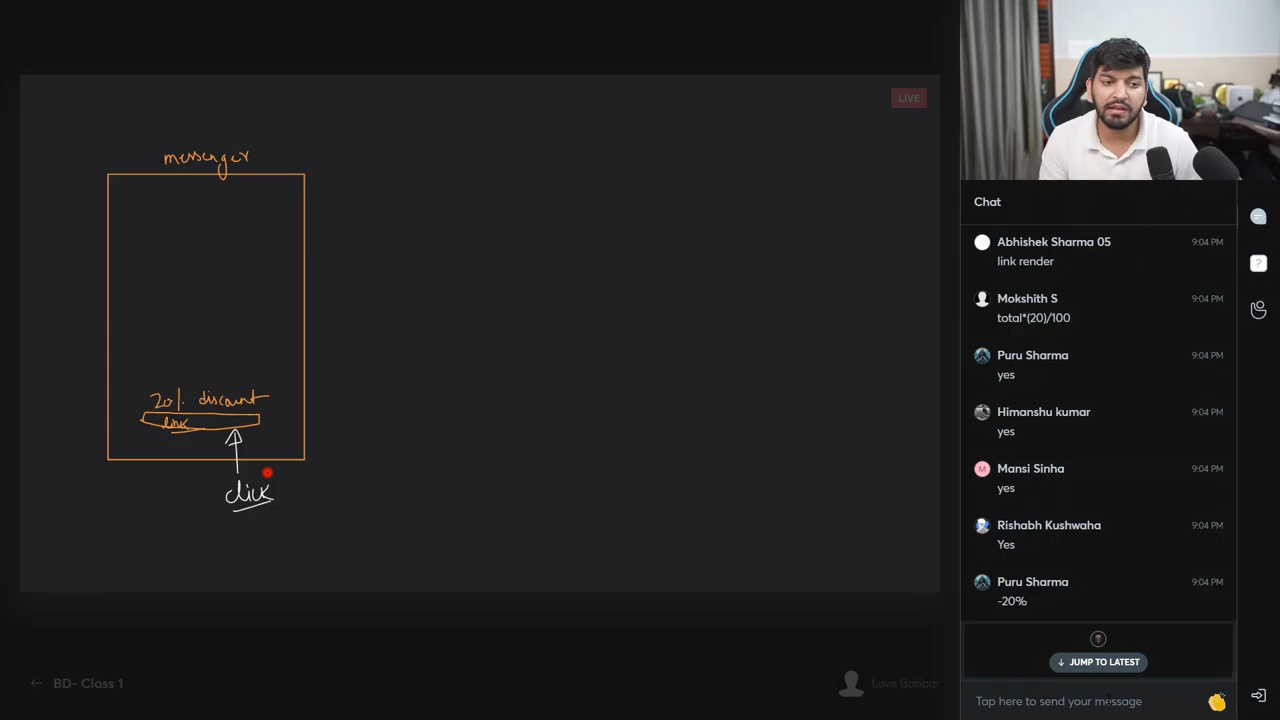 LIVE
messenger
20% discount
link
click
BD- Class 1
Love Babbar
Chat
Abhishek Sharma 05 9:04 PM
link render
Mokshith S 9:04 PM
total*(20)/100
Puru Sharma 9:04 PM
yes
Himanshu kumar 9:04 PM
yes
M Mansi Sinha 9:04 PM
yes
Rishabh Kushwaha 9:04 PM
Yes
Puru Sharma 9:04 PM
-20%
JUMP TO LATEST
Tap here to send your message